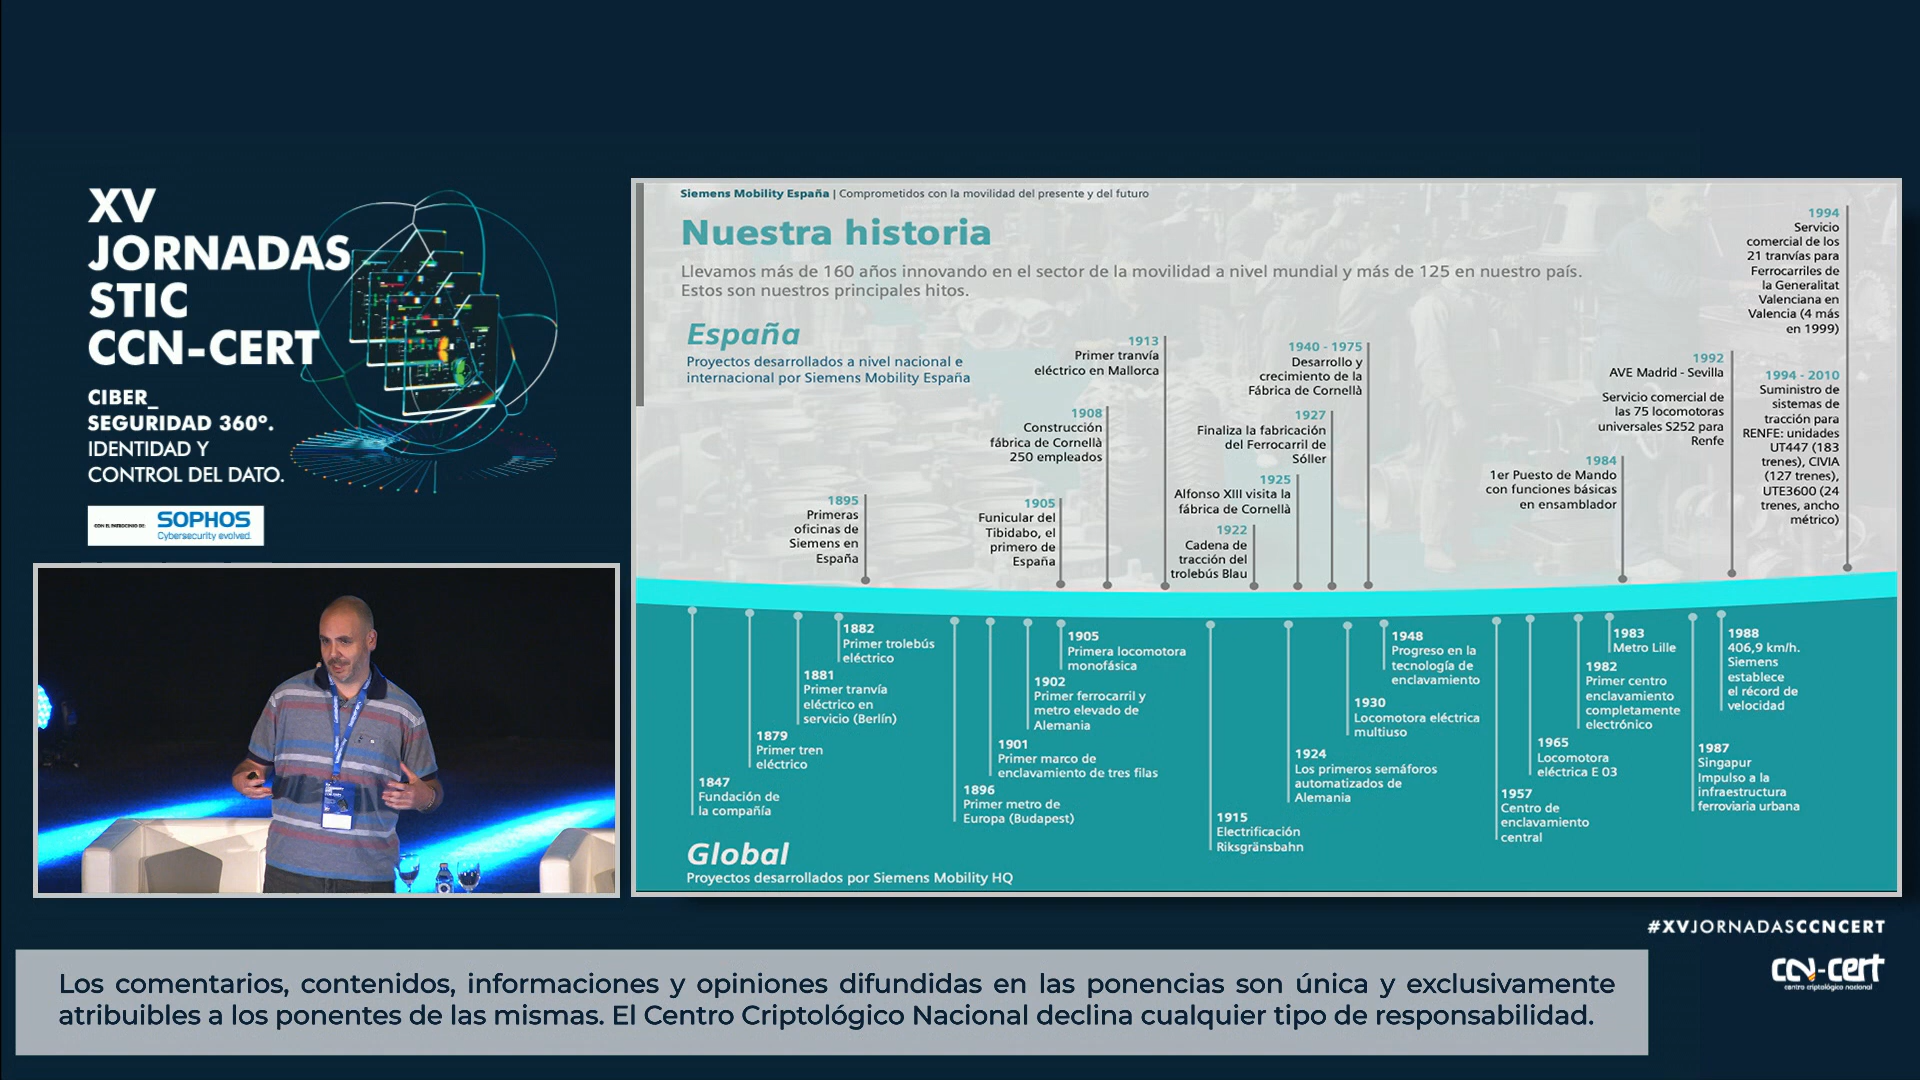 XV
JORNADAS
STIC
CCN-CERT
CIBER_
SEGURIDAD 360º.
IDENTIDAD Y
CONTROL DEL DATO.
CON EL PATROCINIO DE:
SOPHOS
Cybersecurity evolved.
Siemens Mobility España | Comprometidos con la movilidad del presente y del futuro
Nuestra historia
Llevamos más de 160 años innovando en el sector de la movilidad a nivel mundial y más de 125 en nuestro país.
Estos son nuestros principales hitos.
España
Proyectos desarrollados a nivel nacional e
internacional por Siemens Mobility España
1895
Primeras
oficinas de
Siemens en
España
1905
Funicular del
Tibidabo, el
primero de
España
1908
Construcción
fábrica de Cornellà
250 empleados
1913
Primer tranvía
eléctrico en Mallorca
1922
Cadena de
tracción del
trolebús Blau
1925
Alfonso XIII visita la
fábrica de Cornellà
1927
Finaliza la fabricación
del Ferrocarril de
Sóller
1940 - 1975
Desarrollo y
crecimiento de la
Fábrica de Cornellà
1984
1er Puesto de Mando
con funciones básicas
en ensamblador
1992
AVE Madrid - Sevilla
Servicio comercial de
las 75 locomotoras
universales S252 para
Renfe
1994
Servicio
comercial de los
21 tranvías para
Ferrocarriles de
la Generalitat
Valenciana en
Valencia (4 más
en 1999)
1994 - 2010
Suministro de
sistemas de
tracción para
RENFE: unidades
UT447 (183
trenes), CIVIA
(127 trenes),
UTE3600 (24
trenes, ancho
métrico)
1847
Fundación de
la compañía
1879
Primer tren
eléctrico
1881
Primer tranvía
eléctrico en
servicio (Berlín)
1882
Primer trolebús
eléctrico
1896
Primer metro de
Europa (Budapest)
1901
Primer marco de
enclavamiento de tres filas
1902
Primer ferrocarril y
metro elevado de
Alemania
1905
Primera locomotora
monofásica
1915
Electrificación
Riksgränsbahn
1924
Los primeros semáforos
automatizados de
Alemania
1930
Locomotora eléctrica
multiuso
1948
Progreso en la
tecnología de
enclavamiento
1957
Centro de
enclavamiento
central
1965
Locomotora
eléctrica E 03
1982
Primer centro
enclavamiento
completamente
electrónico
1983
Metro Lille
1987
Singapur
Impulso a la
infraestructura
ferroviaria urbana
1988
406,9 km/h.
Siemens
establece
el récord de
velocidad
Global
Proyectos desarrollados por Siemens Mobility HQ
#XVJORNADASCCNCERT
ccn-cert
centro criptológico nacional
Los comentarios, contenidos, informaciones y opiniones difundidas en las ponencias son única y exclusivamente
atribuibles a los ponentes de las mismas. El Centro Criptológico Nacional declina cualquier tipo de responsabilidad.